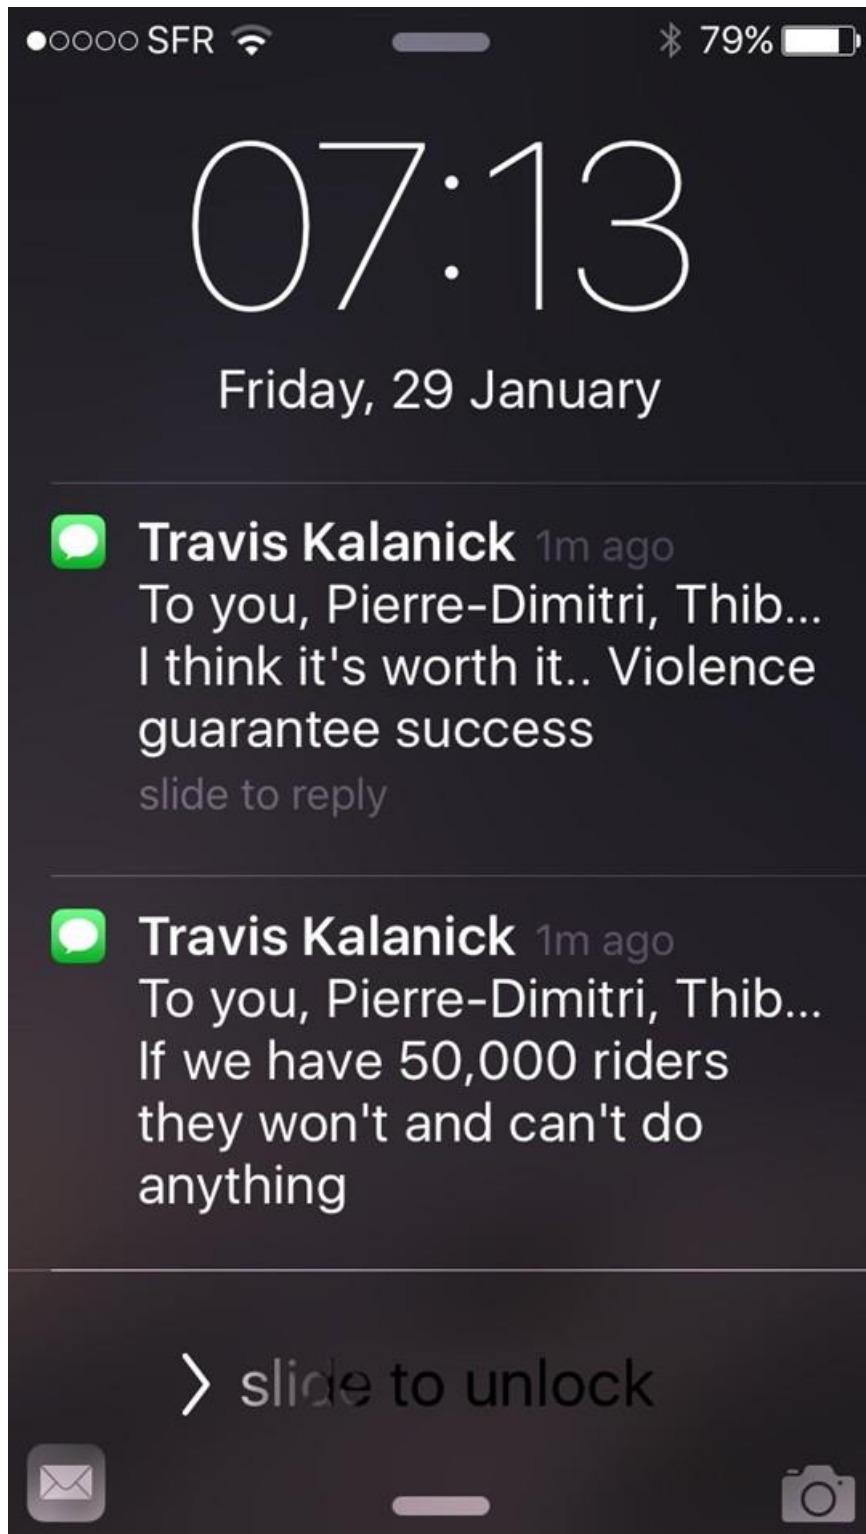 SFR 79%
07:13
Friday, 29 January
Travis Kalanick 1m ago
To you, Pierre-Dimitri, Thib...
I think it's worth it.. Violence
guarantee success
slide to reply
Travis Kalanick 1m ago
To you, Pierre-Dimitri, Thib...
If we have 50,000 riders
they won't and can't do
anything
slide to unlock